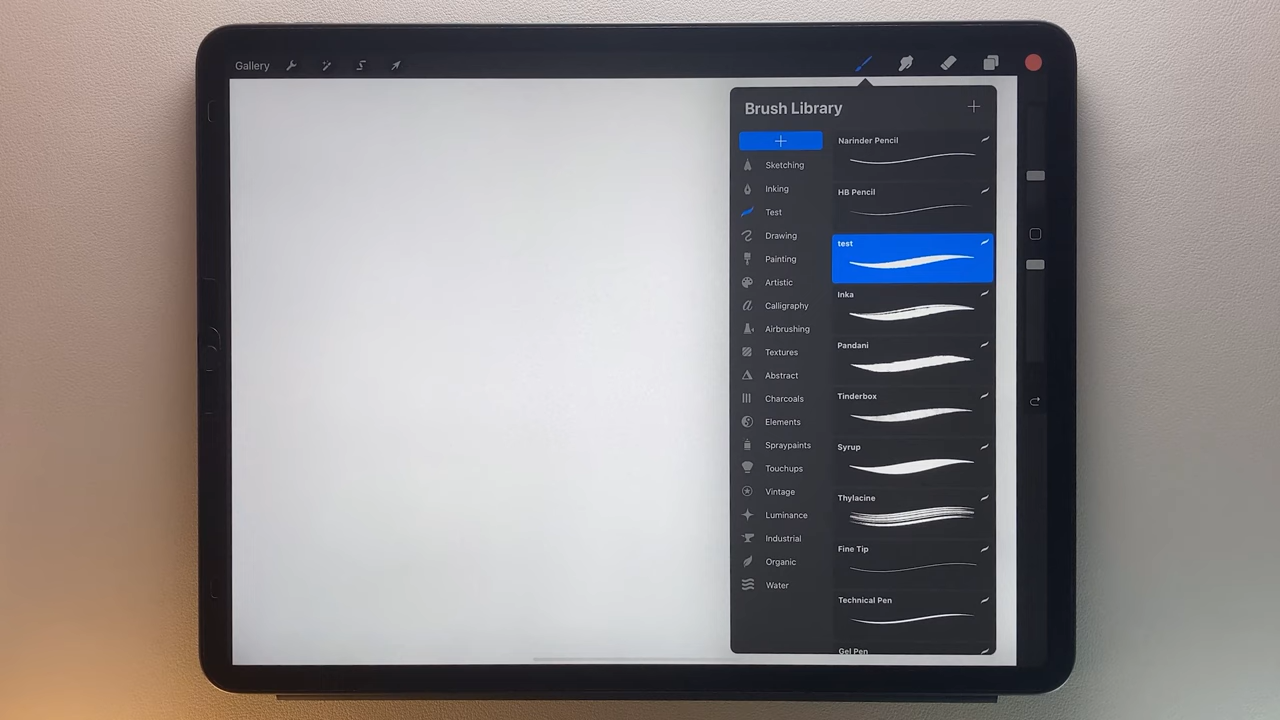 Gallery
Brush Library
Sketching
Inking
Test
Drawing
Painting
Artistic
Calligraphy
Airbrushing
Textures
Abstract
Charcoals
Elements
Spraypaints
Touchups
Vintage
Luminance
Industrial
Organic
Water
Narinder Pencil
HB Pencil
test
Inka
Pandani
Tinderbox
Syrup
Thylacine
Fine Tip
Technical Pen
Gel Pen